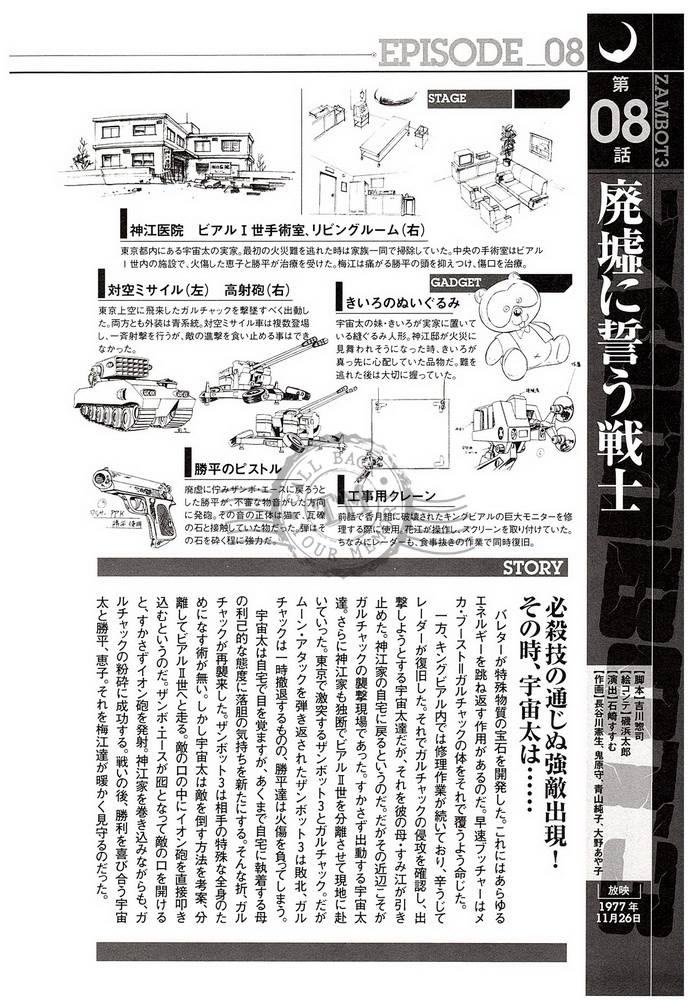 EPISODE_08
ZAMBOT3
第
08
話
廃墟に誓う戦士
【脚本】吉川惣司
【絵コンテ】磯浜太郎
【演出】石崎すすむ
【作画】長谷川憲生、鬼原守、青山純子、大野あや子
放映
1977年
11月26日
STAGE
神江医院　ビアルⅠ世手術室、リビングルーム(右)
東京都内にある宇宙太の実家。最初の火災難を逃れた時は家族一同で掃除していた。中央の手術室はビアル
Ⅰ世内の施設で、火傷した恵子と勝平が治療を受けた。梅江は痛がる勝平の頭を抑えつけ、傷口を治療。
対空ミサイル(左)　高射砲(右)
東京上空に飛来したガルチャックを撃墜すべく出動し
た。両方とも外装は青系統。対空ミサイル車は複数登場
し、一斉射撃を行うが、敵の進撃を食い止める事はでき
なかった。
GADGET
きいろのぬいぐるみ
宇宙太の妹・きいろが実家に置いて
いる縫ぐるみ人形。神江邸が火災に
見舞われそうになった時、きいろが
真っ先に心配していた品物だ。難
を逃れた後は大切に握っていた。
勝平のピストル
廃虚に佇みザンボ・エースに戻ろうと
した勝平が、不審な物音がした方向
に発砲。その音の正体は猫で、瓦礫
の石と接触していた物だった。弾はそ
の石を砕く程に強力だ。
工事用クレーン
前話で香月組に破壊されたキングビアルの巨大モニターを修
理する際に使用。花江が操作し、スクリーンを取り付けていた。
ちなみにレーダーも、食事抜きの作業で同時復旧。
ALL BACK
YOUR ME
STORY
必殺技の通じぬ強敵出現！
その時、宇宙太は……
バレターが特殊物質の宝石を開発した。これにはあらゆる
エネルギーを跳ね返す作用があるのだ。早速ブッチャーはメ
カ・ブースト＝ガルチャックの体をそれで覆うよう命じた。
一方、キングビアル内では修理作業が続いており、辛うじて
レーダーが復旧した。それでガルチャックの侵攻を確認し、出
撃しようとする宇宙太達だが、それを彼の母・すみ江が引き
止めた。神江家の自宅に戻るというのだ。だがその近辺こそが
ガルチャックの襲撃現場であった。すかさず出動する宇宙太
達。さらに神江家も独断でビアルⅡ世を分離させて現地に赴
いていった。東京で激突するザンボット3とガルチャック。だが
ムーン・アタックを弾き返されたザンボット3は敗北、ガル
チャックは一時撤退するものの、勝平達は火傷を負ってしまう。
宇宙太は自宅で目を覚ますが、あくまで自宅に執着する母
の利己的な態度に落胆の気持ちを新たにする。そんな折、ガル
チャックが再襲来した。ザンボット3は相手の特殊な全身のた
めになす術が無い。しかし宇宙太は敵を倒す方法を考案、分
離してビアルⅡ世へと走る。敵の口の中にイオン砲を直接叩き
込むというのだ。ザンボ・エースが囮となって敵の口を開ける
と、すかさずイオン砲を発射。神江家を巻き込みながらも、ガ
ルチャックの粉砕に成功する。戦いの後、勝利を喜び合う宇宙
太と勝平、恵子。それを梅江達が暖かく見守るのだった。